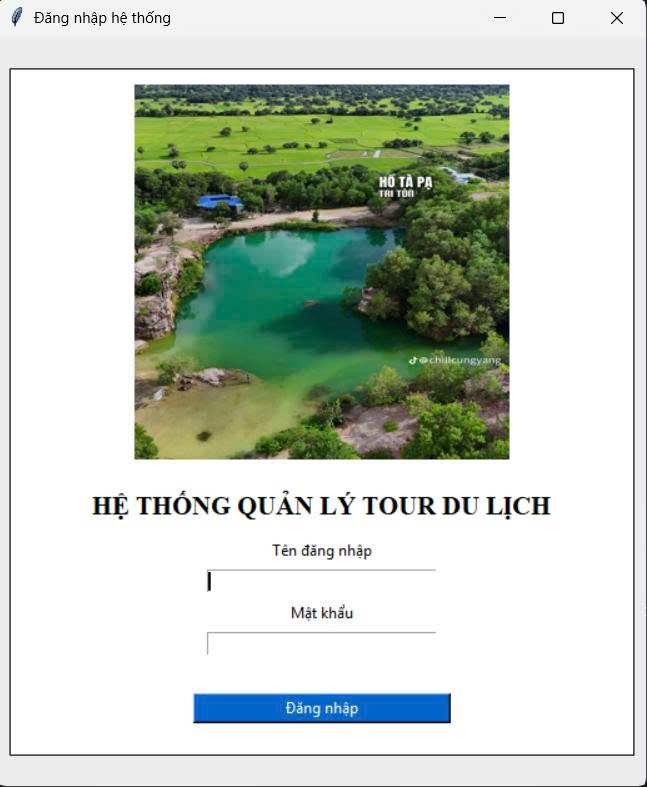 Đăng nhập hệ thống
HỒ TÀ PẠ
TRI TÔN
@chillcungyang
HỆ THỐNG QUẢN LÝ TOUR DU LỊCH
Tên đăng nhập
Mật khẩu
Đăng nhập